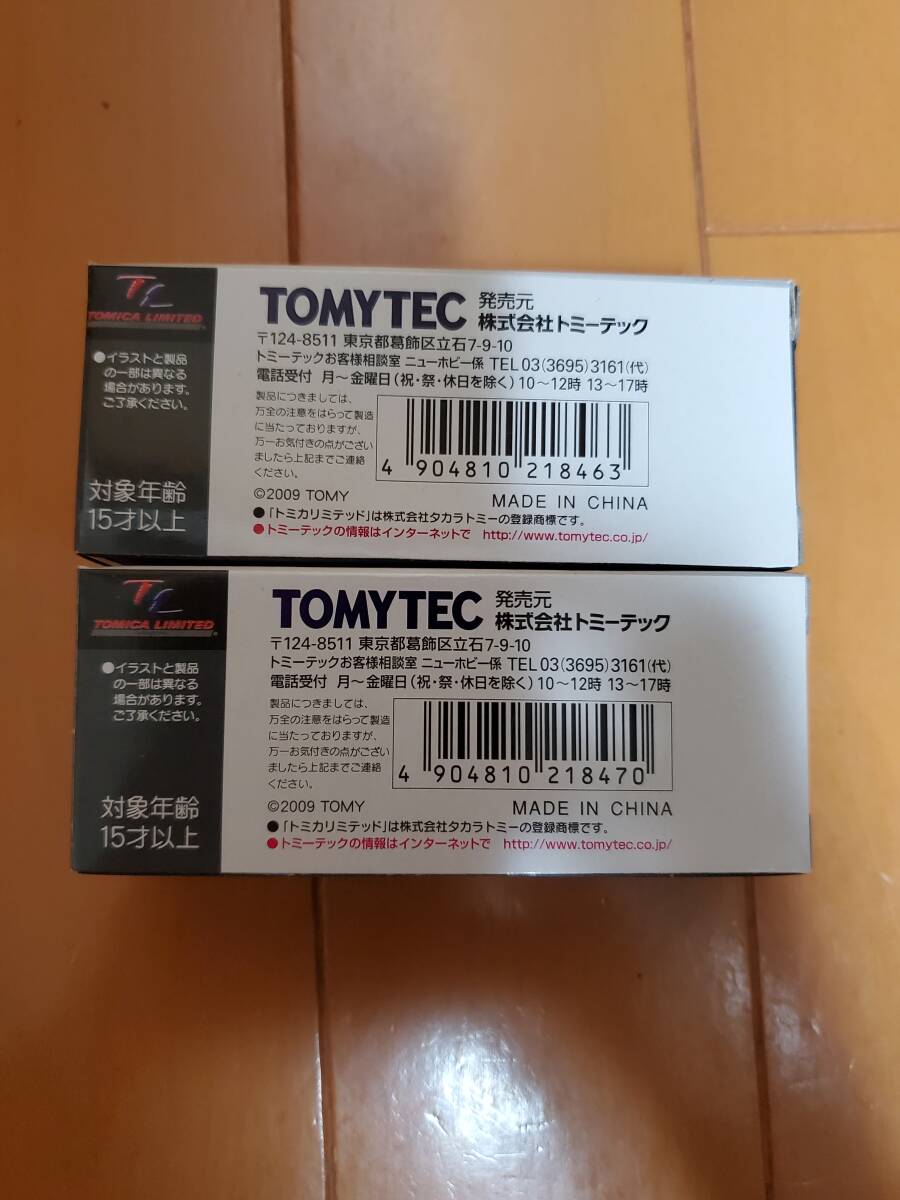 TOMICA LIMITED
●イラストと製品
の一部は異なる
場合があります。
ご了承ください。
対象年齢
15才以上
TOMYTEC 発売元
株式会社トミーテック
〒124-8511 東京都葛飾区立石7-9-10
トミーテックお客様相談室 ニューホビー係 TEL 03(3695)3161(代)
電話受付 月〜金曜日(祝・祭・休日を除く)10〜12時 13〜17時
製品につきましては、
万全の注意をはらって製造
に当たっておりますが、
万一お気付きの点がござい
ましたら上記までご連絡
ください。
4 904810 218463
©2009 TOMY MADE IN CHINA
●「トミカリミテッド」は株式会社タカラトミーの登録商標です。
●トミーテックの情報はインターネットで http://www.tomytec.co.jp/
TOMICA LIMITED
●イラストと製品
の一部は異なる
場合があります。
ご了承ください。
対象年齢
15才以上
TOMYTEC 発売元
株式会社トミーテック
〒124-8511 東京都葛飾区立石7-9-10
トミーテックお客様相談室 ニューホビー係 TEL 03(3695)3161(代)
電話受付 月〜金曜日(祝・祭・休日を除く)10〜12時 13〜17時
製品につきましては、
万全の注意をはらって製造
に当たっておりますが、
万一お気付きの点がござい
ましたら上記までご連絡
ください。
4 904810 218470
©2009 TOMY MADE IN CHINA
●「トミカリミテッド」は株式会社タカラトミーの登録商標です。
●トミーテックの情報はインターネットで http://www.tomytec.co.jp/